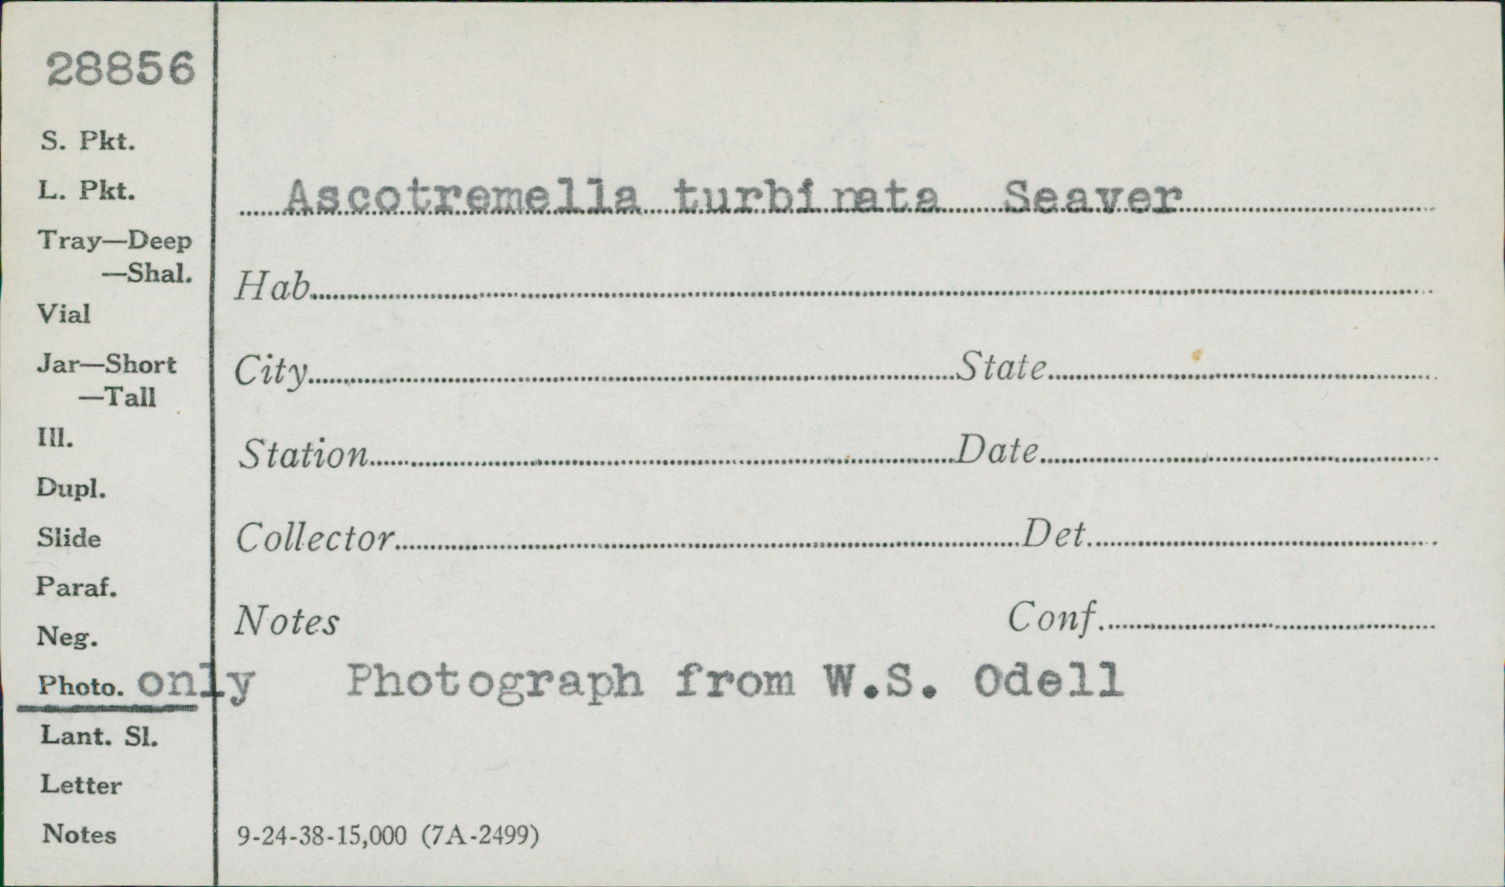 28856
S. Pkt.
L. Pkt.
Ascotremella turbinata Seaver
Tray—Deep
—Shal.
Hab.
Vial
Jar—Short
—Tall
City State
Ill.
Station Date
Dupl.
Slide
Collector Det.
Paraf.
Neg.
Notes Conf.
Photo. only Photograph from W.S. Odell
Lant. Sl.
Letter
Notes
9-24-38-15,000 (7A-2499)